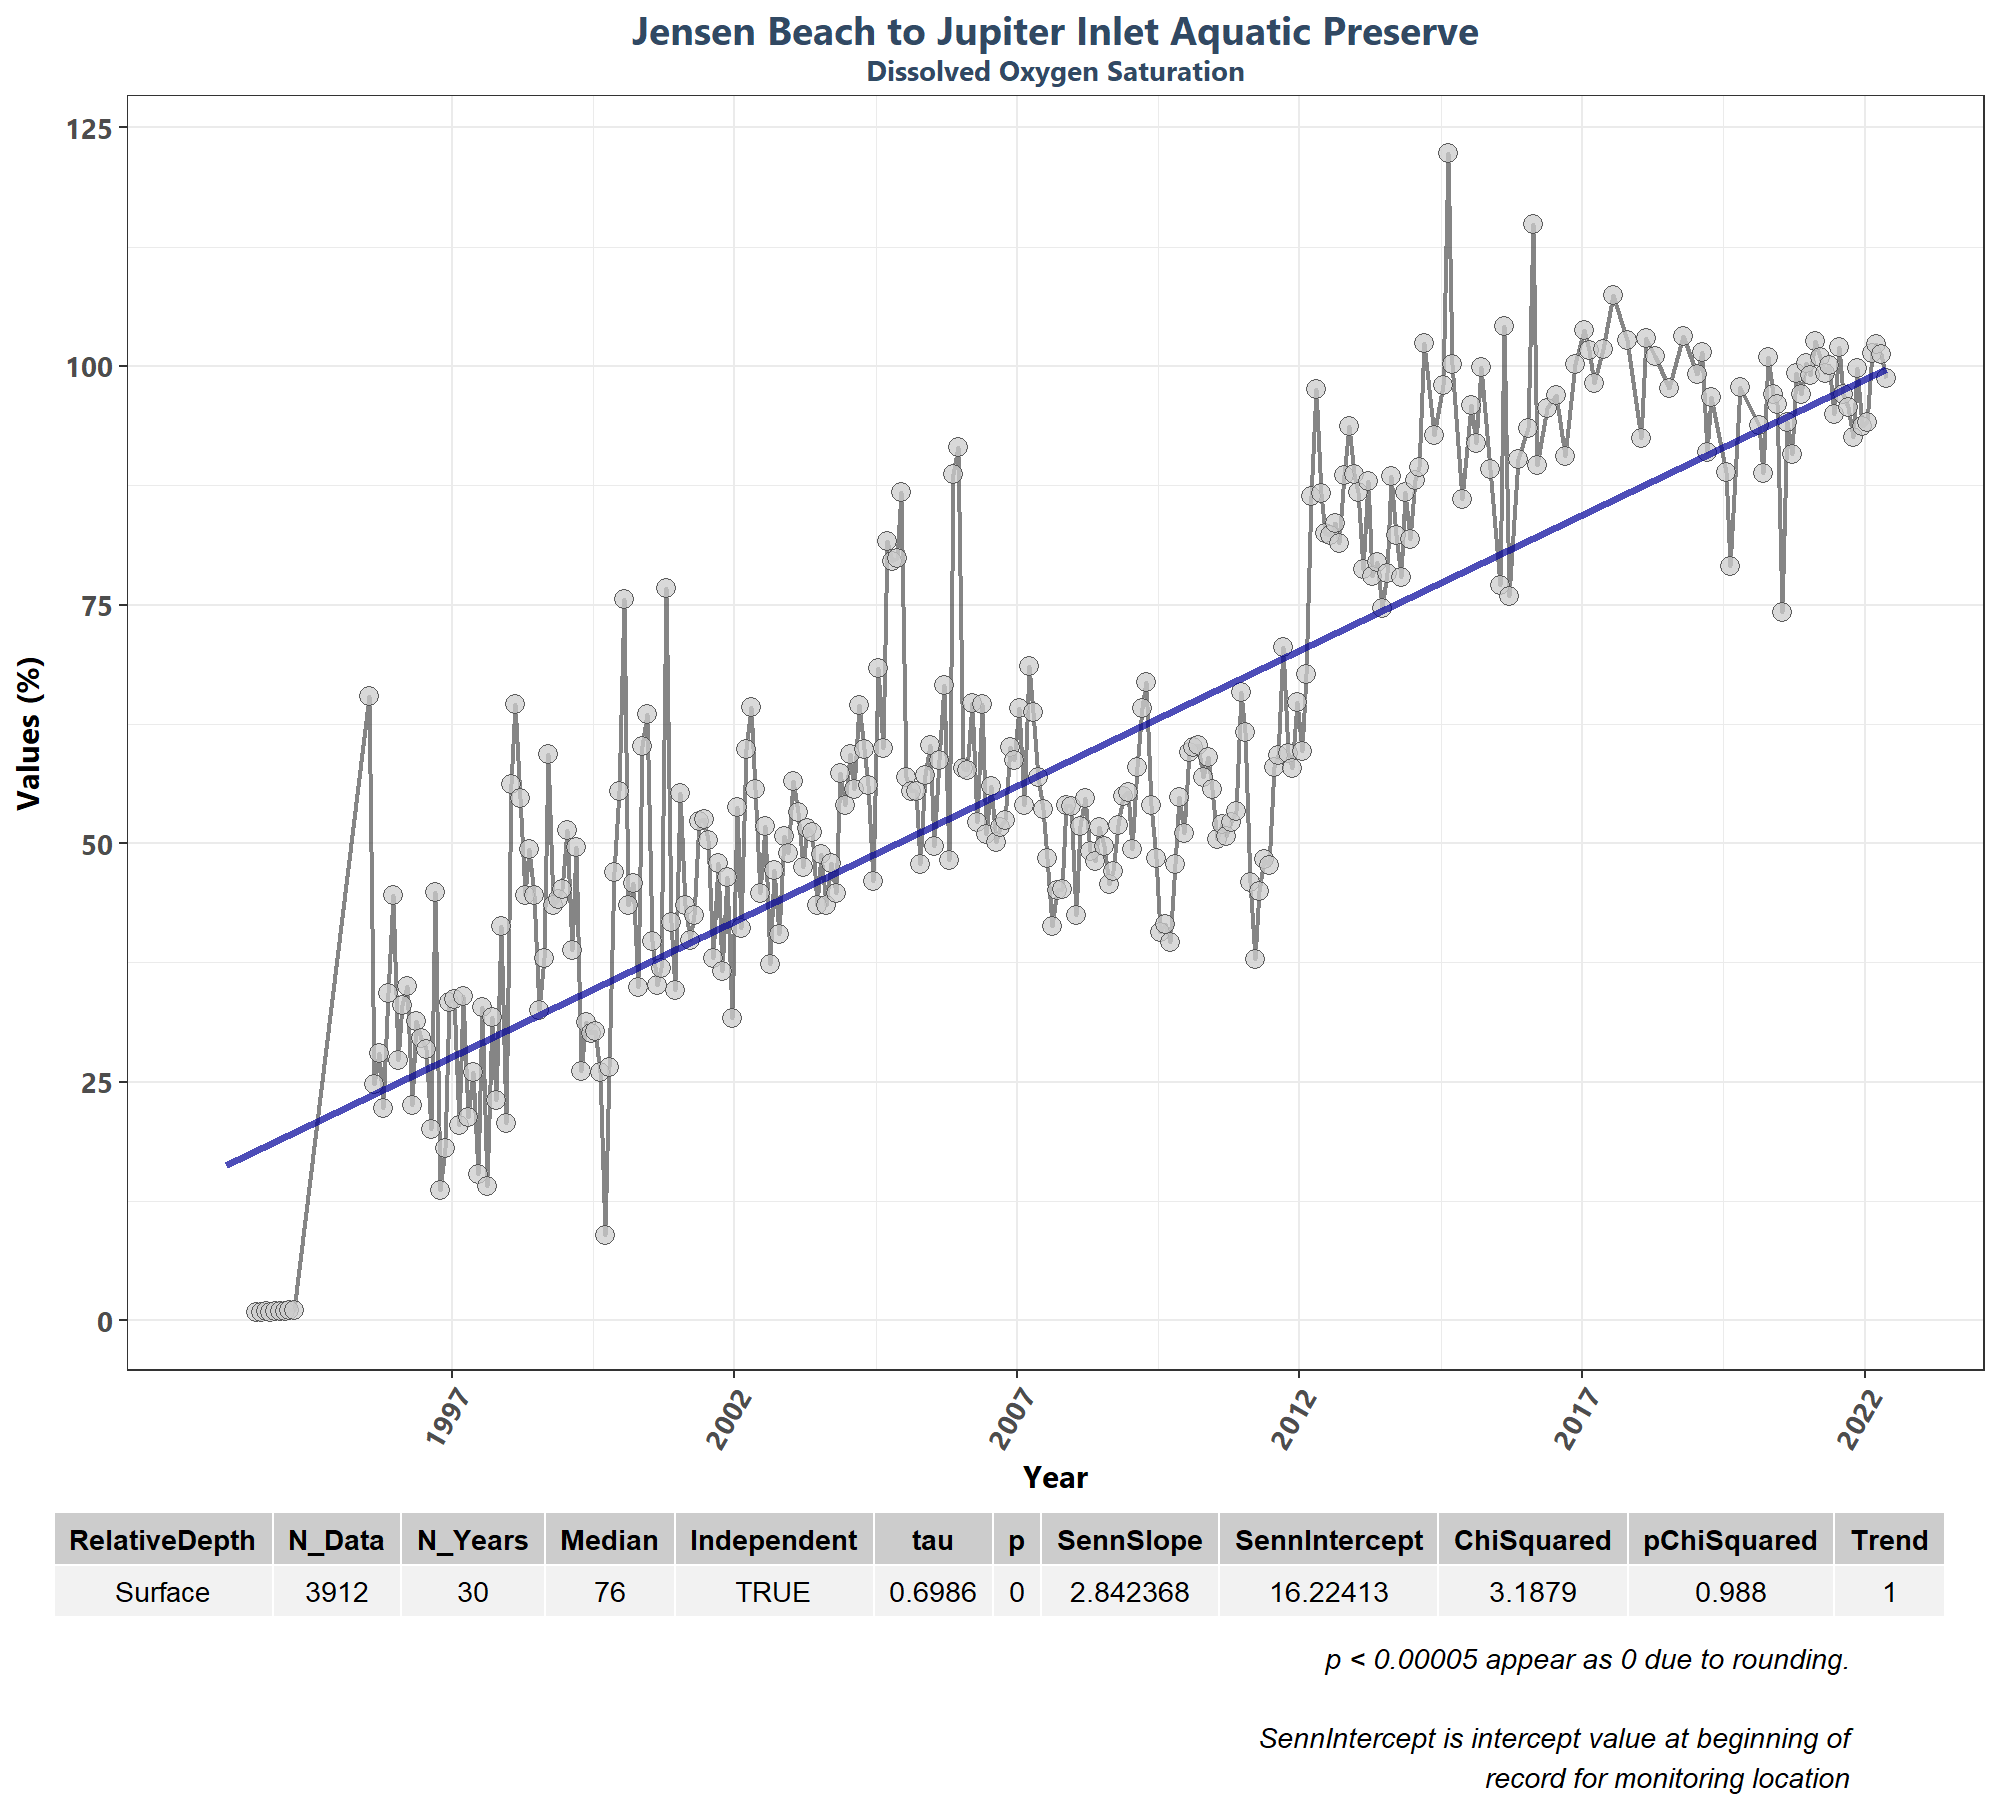 Jensen Beach to Jupiter Inlet Aquatic Preserve
Dissolved Oxygen Saturation
125
100
75
50
25
0
Values (%)
1997
2002
2007
2012
2017
2022
Year
RelativeDepth N_Data N_Years Median Independent tau p SennSlope SennIntercept ChiSquared pChiSquared Trend
Surface 3912 30 76 TRUE 0.6986 0 2.842368 16.22413 3.1879 0.988 1
p < 0.00005 appear as 0 due to rounding.
SennIntercept is intercept value at beginning of
record for monitoring location